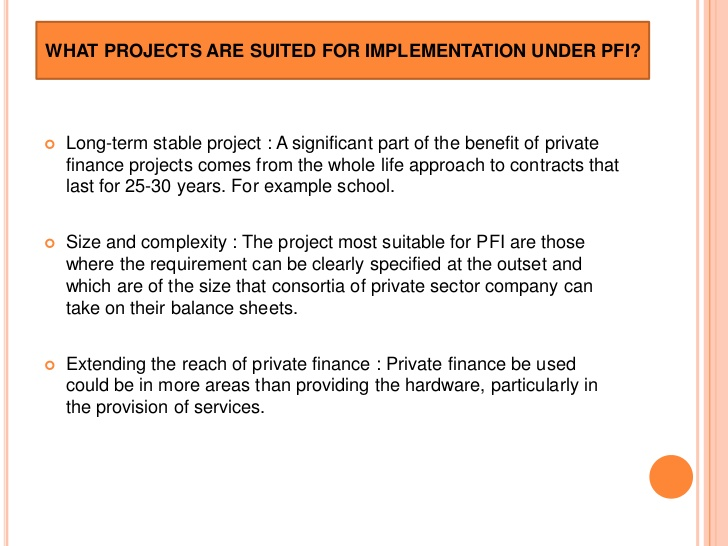 WHAT PROJECTS ARE SUITED FOR IMPLEMENTATION UNDER PFI?
Long-term stable project : A significant part of the benefit of private
finance projects comes from the whole life approach to contracts that
last for 25-30 years. For example school.
Size and complexity : The project most suitable for PFI are those
where the requirement can be clearly specified at the outset and
which are of the size that consortia of private sector company can
take on their balance sheets.
Extending the reach of private finance : Private finance be used
could be in more areas than providing the hardware, particularly in
the provision of services.